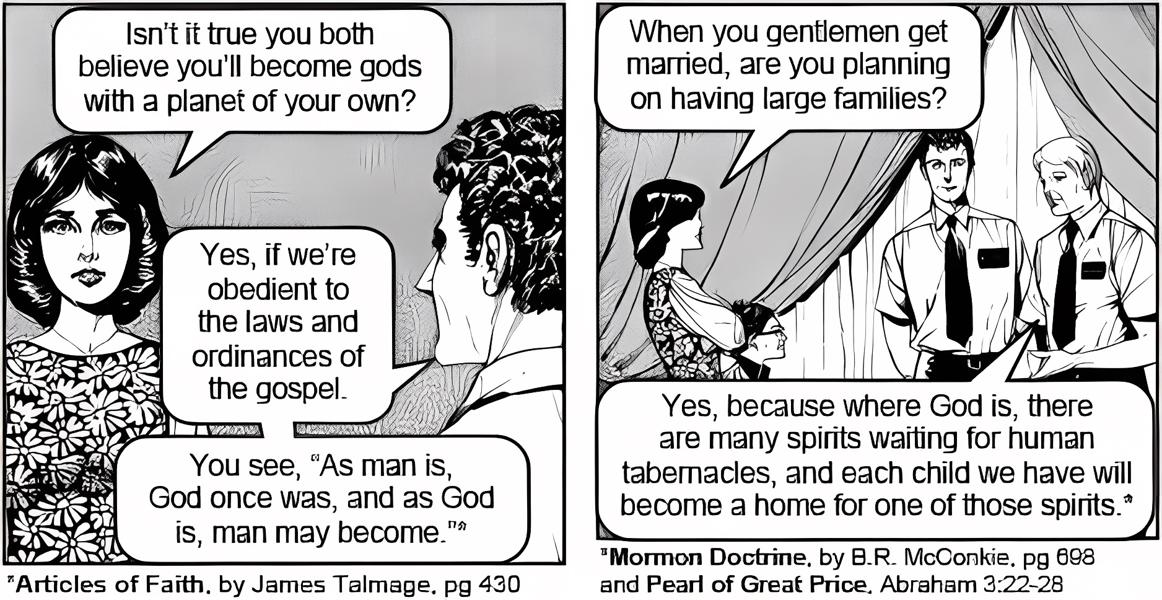 Isn't it true you both
believe you'll become gods
with a planet of your own?
Yes, if we're
obedient to
the laws and
ordinances of
the gospel.
You see, "As man is,
God once was, and as God
is, man may become."*
*Articles of Faith, by James Talmage, pg 430
When you gentlemen get
married, are you planning
on having large families?
Yes, because where God is, there
are many spirits waiting for human
tabernacles, and each child we have will
become a home for one of those spirits.*
*Mormon Doctrine, by B.R. McConkie, pg 698
and Pearl of Great Price, Abraham 3:22-28